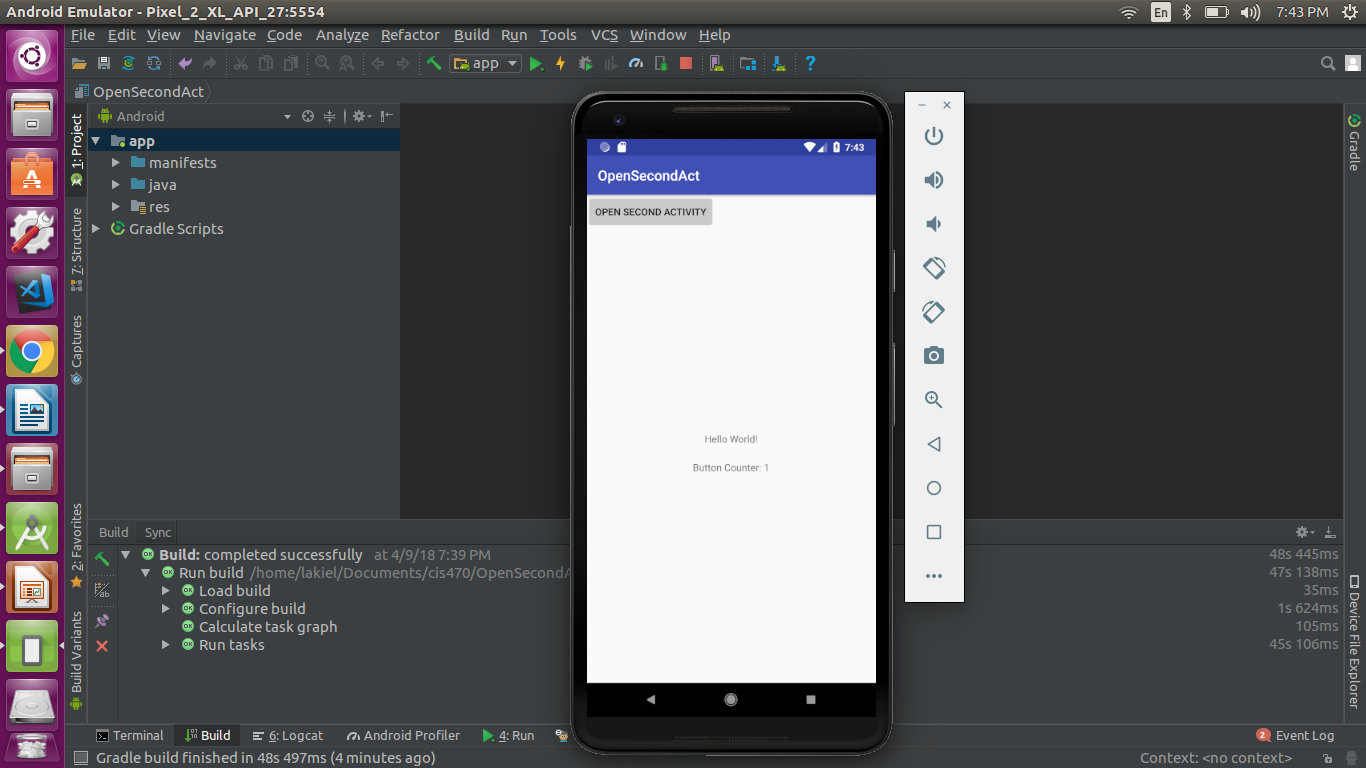 Android Emulator - Pixel_2_XL_API_27:5554 En 7:43 PM
File Edit View Navigate Code Analyze Refactor Build Run Tools VCS Window Help
app
OpenSecondAct
Android
1: Project
app
manifests
java
res
Gradle Scripts
7: Structure
Captures
2: Favorites
Build Variants
7:43
OpenSecondAct
OPEN SECOND ACTIVITY
Hello World!
Button Counter: 1
Gradle
Device File Explorer
Build Sync
Build: completed successfully at 4/9/18 7:39 PM 48s 445ms
Run build /home/lakiel/Documents/cis470/OpenSecondA 47s 138ms
Load build 35ms
Configure build 1s 624ms
Calculate task graph 105ms
Run tasks 45s 106ms
Terminal Build 6: Logcat Android Profiler 4: Run 2 Event Log
Gradle build finished in 48s 497ms (4 minutes ago) Context: <no context>